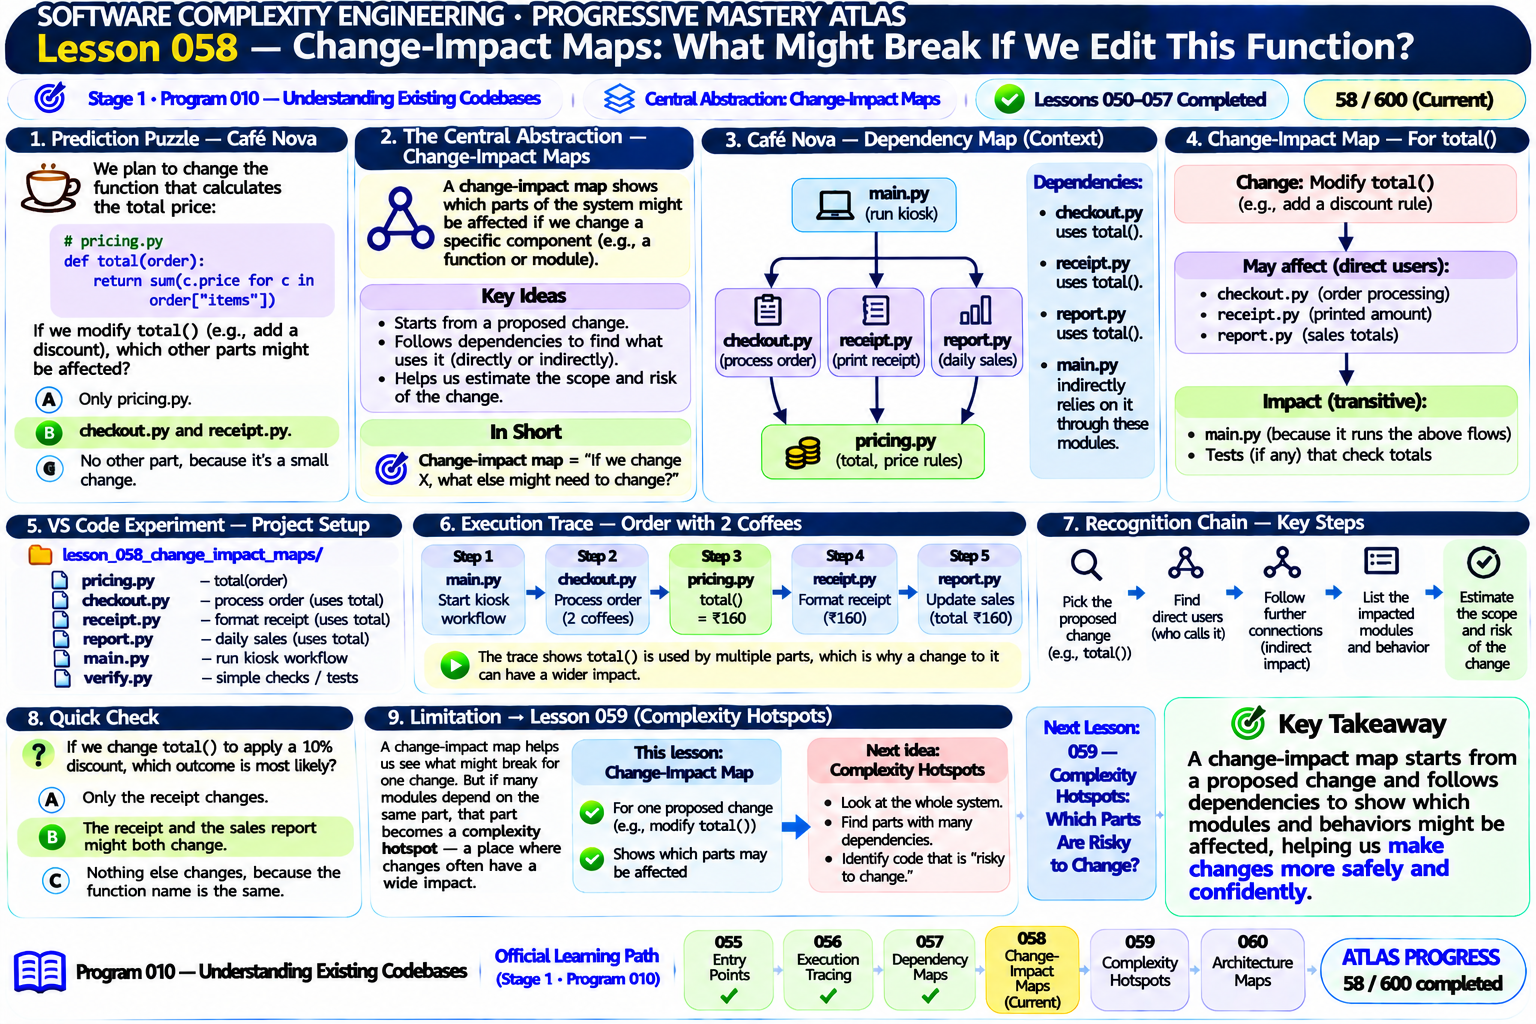 SOFTWARE COMPLEXITY ENGINEERING · PROGRESSIVE MASTERY ATLAS
Lesson 058 — Change-Impact Maps: What Might Break If We Edit This Function?
Stage 1 • Program 010 — Understanding Existing Codebases
Central Abstraction: Change-Impact Maps
Lessons 050–057 Completed
58 / 600 (Current)
1. Prediction Puzzle — Café Nova
We plan to change the
function that calculates
the total price:
# pricing.py
def total(order):
return sum(c.price for c in
order["items"])
If we modify total() (e.g., add a
discount), which other parts might
be affected?
A Only pricing.py.
B checkout.py and receipt.py.
No other part, because it's a small
change.
2. The Central Abstraction —
Change-Impact Maps
A change-impact map shows
which parts of the system might
be affected if we change a
specific component (e.g., a
function or module).
Key Ideas
• Starts from a proposed change.
• Follows dependencies to find what
uses it (directly or indirectly).
• Helps us estimate the scope and risk
of the change.
In Short
Change-impact map = “If we change
X, what else might need to change?”
3. Café Nova — Dependency Map (Context)
main.py
(run kiosk)
checkout.py
(process order)
receipt.py
(print receipt)
report.py
(daily sales)
pricing.py
(total, price rules)
Dependencies:
• checkout.py
uses total().
• receipt.py
uses total().
• report.py
uses total().
• main.py
indirectly
relies on it
through these
modules.
4. Change-Impact Map — For total()
Change: Modify total()
(e.g., add a discount rule)
May affect (direct users):
• checkout.py (order processing)
• receipt.py (printed amount)
• report.py (sales totals)
Impact (transitive):
• main.py (because it runs the above flows)
• Tests (if any) that check totals
5. VS Code Experiment — Project Setup
lesson_058_change_impact_maps/
pricing.py — total(order)
checkout.py — process order (uses total)
receipt.py — format receipt (uses total)
report.py — daily sales (uses total)
main.py — run kiosk workflow
verify.py — simple checks / tests
6. Execution Trace — Order with 2 Coffees
Step 1
main.py
Start kiosk
workflow
Step 2
checkout.py
Process order
(2 coffees)
Step 3
pricing.py
total()
= ₹160
Step 4
receipt.py
Format receipt
(₹160)
Step 5
report.py
Update sales
(total ₹160)
The trace shows total() is used by multiple parts, which is why a change to it
can have a wider impact.
7. Recognition Chain — Key Steps
Pick the
proposed
change
(e.g., total())
Find
direct users
(who calls it)
Follow
further
connections
(indirect
impact)
List the
impacted
modules
and behavior
Estimate
the scope
and risk
of the
change
8. Quick Check
? If we change total() to apply a 10%
discount, which outcome is most likely?
A Only the receipt changes.
B The receipt and the sales report
might both change.
C Nothing else changes, because the
function name is the same.
9. Limitation → Lesson 059 (Complexity Hotspots)
A change-impact map helps
us see what might break for
one change. But if many
modules depend on the
same part, that part
becomes a complexity
hotspot — a place where
changes often have a
wide impact.
This lesson:
Change-Impact Map
For one proposed change
(e.g., modify total())
Shows which parts may
be affected
Next idea:
Complexity Hotspots
• Look at the whole system.
• Find parts with many
dependencies.
• Identify code that is “risky
to change.”
Next Lesson:
059 —
Complexity
Hotspots:
Which Parts
Are Risky
to Change?
Key Takeaway
A change-impact map starts from
a proposed change and follows
dependencies to show which
modules and behaviors might be
affected, helping us make
changes more safely and
confidently.
Program 010 — Understanding Existing Codebases
Official Learning Path
(Stage 1 • Program 010)
055
Entry
Points
056
Execution
Tracing
057
Dependency
Maps
058
Change-
Impact
Maps
(Current)
059
Complexity
Hotspots
060
Architecture
Maps
ATLAS PROGRESS
58 / 600 completed